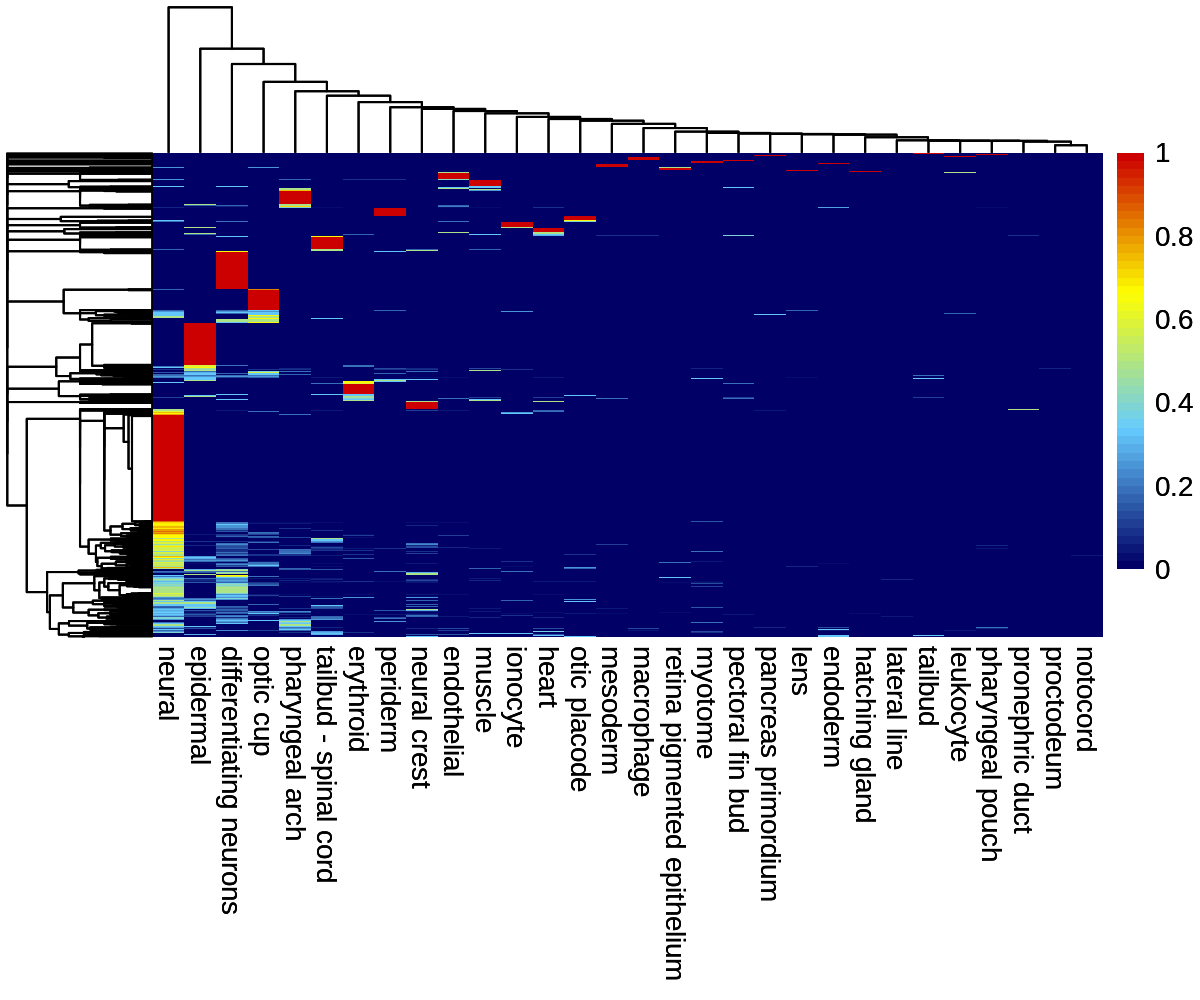 1
0.8
0.6
0.4
0.2
0
neural
epidermal
differentiating neurons
optic cup
pharyngeal arch
tailbud - spinal cord
erythroid
periderm
neural crest
endothelial
muscle
ionocyte
heart
otic placode
mesoderm
macrophage
retina pigmented epithelium
myotome
pectoral fin bud
pancreas primordium
lens
endoderm
hatching gland
lateral line
tailbud
leukocyte
pharyngeal pouch
pronephric duct
proctodeum
notocord